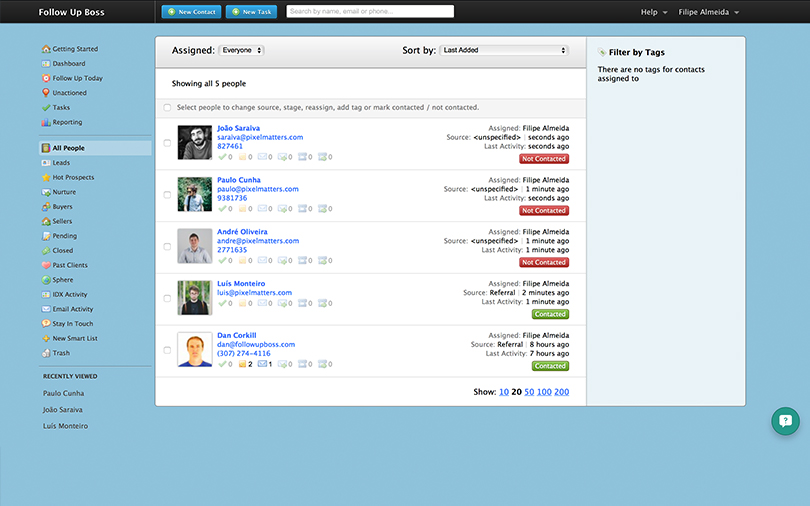 Follow Up Boss
New Contact
New Task
Search by name, email or phone...
Help
Filipe Almeida
Getting Started
Dashboard
Follow Up Today
Unactioned
Tasks
Reporting
All People
Leads
Hot Prospects
Nurture
Buyers
Sellers
Pending
Closed
Past Clients
Sphere
IDX Activity
Email Activity
Stay In Touch
New Smart List
Trash
RECENTLY VIEWED
Paulo Cunha
João Saraiva
Luís Monteiro
Assigned: Everyone
Sort by: Last Added
Showing all 5 people
Select people to change source, stage, reassign, add tag or mark contacted / not contacted.
João Saraiva
saraiva@pixelmatters.com
827461
0 0 0 0 0 0
Assigned: Filipe Almeida
Source: <unspecified> | seconds ago
Last Activity: seconds ago
Not Contacted
Paulo Cunha
paulo@pixelmatters.com
9381736
0 0 0 0 0 0
Assigned: Filipe Almeida
Source: <unspecified> | 1 minute ago
Last Activity: seconds ago
Not Contacted
André Oliveira
andre@pixelmatters.com
2771635
0 0 0 0 0 0
Assigned: Filipe Almeida
Source: <unspecified> | 1 minute ago
Last Activity: 1 minute ago
Not Contacted
Luís Monteiro
luis@pixelmatters.com
0 0 0 0 0 0
Assigned: Filipe Almeida
Source: Referral | 2 minutes ago
Last Activity: 1 minute ago
Contacted
Dan Corkill
dan@followupboss.com
(307) 274-4116
0 2 1 0 0 0
Assigned: Filipe Almeida
Source: Referral | 8 hours ago
Last Activity: 7 hours ago
Contacted
Show: 10 20 50 100 200
Filter by Tags
There are no tags for contacts
assigned to